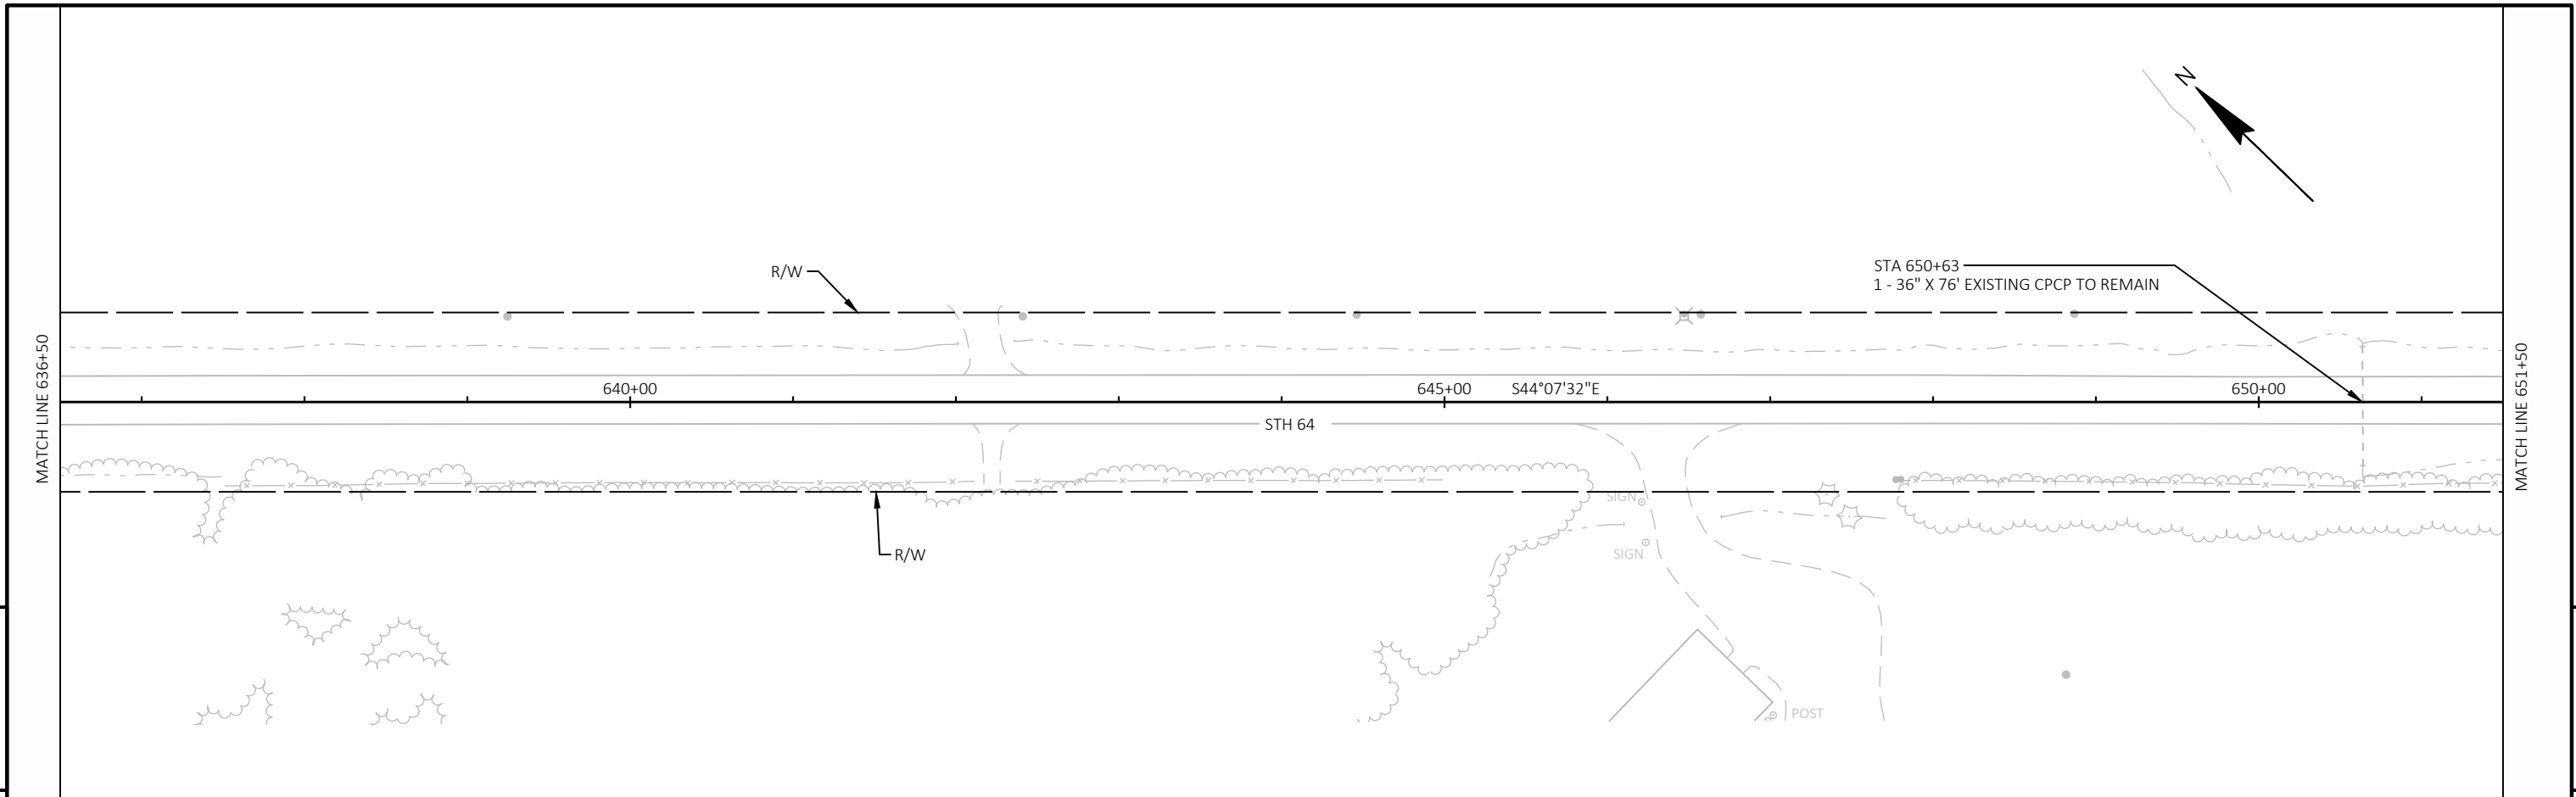 N
R/W
STA 650+63
1 - 36" X 76' EXISTING CPCP TO REMAIN
MATCH LINE 636+50
640+00
645+00
S44°07'32"E
650+00
MATCH LINE 651+50
STH 64
SIGN
R/W
SIGN
POST